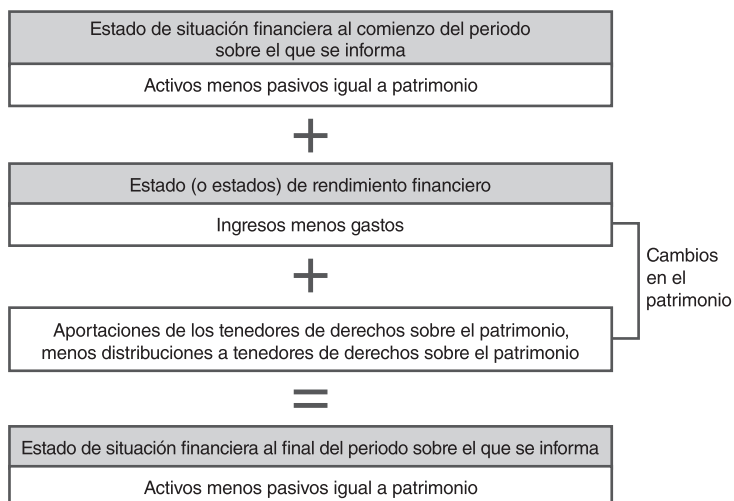 Estado de situación financiera al comienzo del periodo
sobre el que se informa
Activos menos pasivos igual a patrimonio
+
Estado (o estados) de rendimiento financiero
Ingresos menos gastos
+
Cambios
en el
patrimonio
Aportaciones de los tenedores de derechos sobre el patrimonio,
menos distribuciones a tenedores de derechos sobre el patrimonio
=
Estado de situación financiera al final del periodo sobre el que se informa
Activos menos pasivos igual a patrimonio